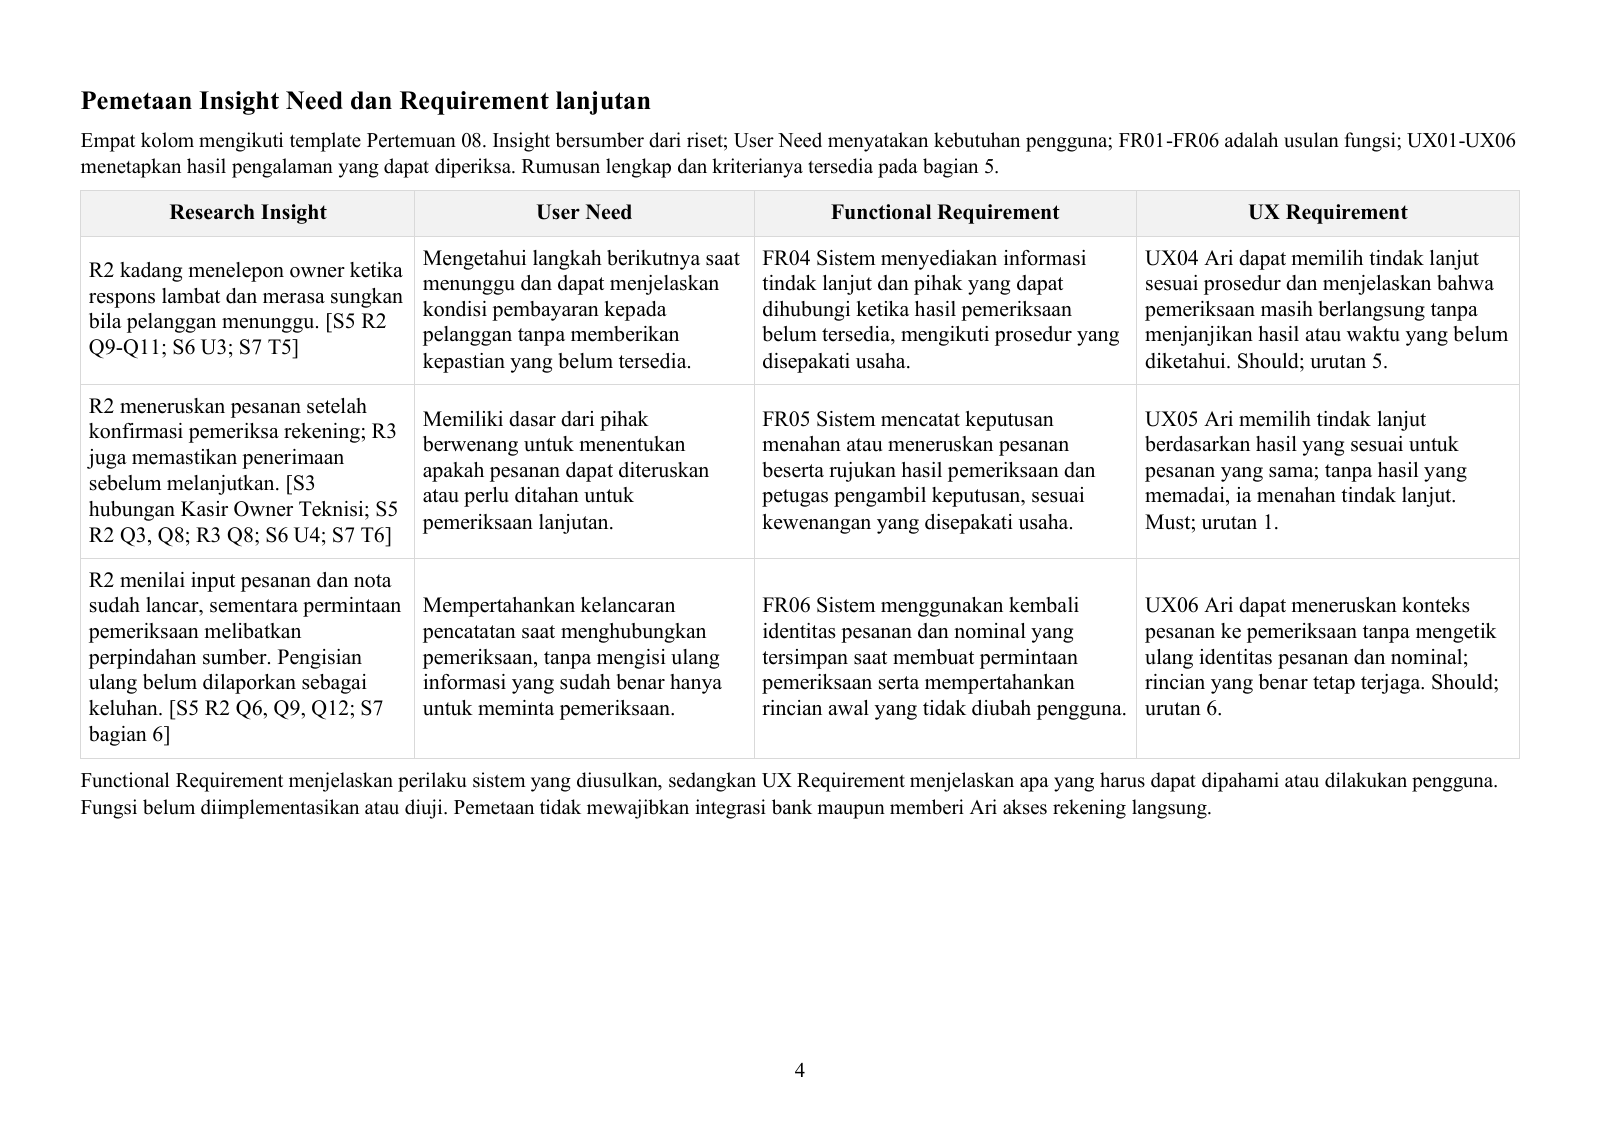 Pemetaan Insight Need dan Requirement lanjutan
Empat kolom mengikuti template Pertemuan 08. Insight bersumber dari riset; User Need menyatakan kebutuhan pengguna; FR01-FR06 adalah usulan fungsi; UX01-UX06
menetapkan hasil pengalaman yang dapat diperiksa. Rumusan lengkap dan kriterianya tersedia pada bagian 5.
Research Insight
User Need
Functional Requirement
UX Requirement
R2 kadang menelepon owner ketika
respons lambat dan merasa sungkan
bila pelanggan menunggu. [S5 R2
Q9-Q11; S6 U3; S7 T5]
Mengetahui langkah berikutnya saat
menunggu dan dapat menjelaskan
kondisi pembayaran kepada
pelanggan tanpa memberikan
kepastian yang belum tersedia.
FR04 Sistem menyediakan informasi
tindak lanjut dan pihak yang dapat
dihubungi ketika hasil pemeriksaan
belum tersedia, mengikuti prosedur yang
disepakati usaha.
UX04 Ari dapat memilih tindak lanjut
sesuai prosedur dan menjelaskan bahwa
pemeriksaan masih berlangsung tanpa
menjanjikan hasil atau waktu yang belum
diketahui. Should; urutan 5.
R2 meneruskan pesanan setelah
konfirmasi pemeriksa rekening; R3
juga memastikan penerimaan
sebelum melanjutkan. [S3
hubungan Kasir Owner Teknisi; S5
R2 Q3, Q8; R3 Q8; S6 U4; S7 T6]
Memiliki dasar dari pihak
berwenang untuk menentukan
apakah pesanan dapat diteruskan
atau perlu ditahan untuk
pemeriksaan lanjutan.
FR05 Sistem mencatat keputusan
menahan atau meneruskan pesanan
beserta rujukan hasil pemeriksaan dan
petugas pengambil keputusan, sesuai
kewenangan yang disepakati usaha.
UX05 Ari memilih tindak lanjut
berdasarkan hasil yang sesuai untuk
pesanan yang sama; tanpa hasil yang
memadai, ia menahan tindak lanjut.
Must; urutan 1.
R2 menilai input pesanan dan nota
sudah lancar, sementara permintaan
pemeriksaan melibatkan
perpindahan sumber. Pengisian
ulang belum dilaporkan sebagai
keluhan. [S5 R2 Q6, Q9, Q12; S7
bagian 6]
Mempertahankan kelancaran
pencatatan saat menghubungkan
pemeriksaan, tanpa mengisi ulang
informasi yang sudah benar hanya
untuk meminta pemeriksaan.
FR06 Sistem menggunakan kembali
identitas pesanan dan nominal yang
tersimpan saat membuat permintaan
pemeriksaan serta mempertahankan
rincian awal yang tidak diubah pengguna.
UX06 Ari dapat meneruskan konteks
pesanan ke pemeriksaan tanpa mengetik
ulang identitas pesanan dan nominal;
rincian yang benar tetap terjaga. Should;
urutan 6.
Functional Requirement menjelaskan perilaku sistem yang diusulkan, sedangkan UX Requirement menjelaskan apa yang harus dapat dipahami atau dilakukan pengguna.
Fungsi belum diimplementasikan atau diuji. Pemetaan tidak mewajibkan integrasi bank maupun memberi Ari akses rekening langsung.
4